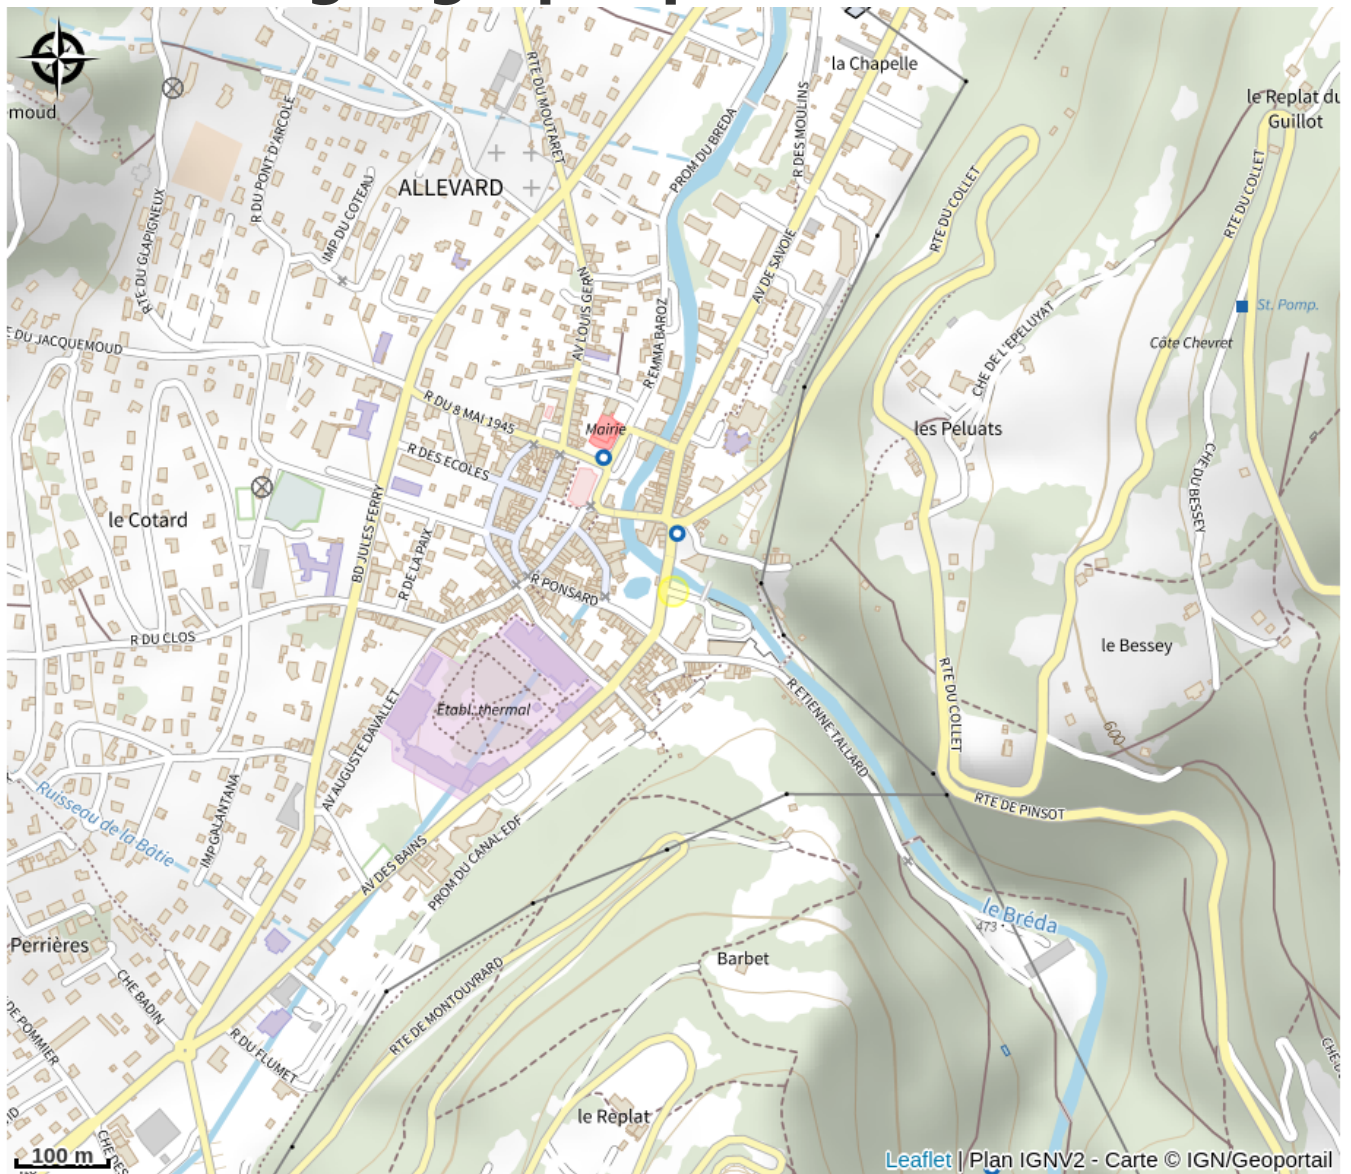 la Chapelle
RTE DU MOUTARET
le Replat du
Guillot
moud
R DU PONT D'ARCOLE
PROM DU BREDA
R DES MOULINS
ALLEVARD
RTE DU COLLET
RTE DU COLLET
RTE DU GLAPIGNEUX
IMP DU COTEAU
AV DE SAVOIE
AV LOUIS GERIN
St. Pomp.
R EMMA BAROZ
CHE DE L'EPELUYAT
Côte Chevret
E DU JACQUEMOUD
R DU 8 MAI 1945
Mairie
les Peluats
R DES ECOLES
CHE DU BESSEY
le Cotard
BD JULES FERRY
R DE LA PAIX
R PONSARD
R DU CLOS
le Bessey
RTE DU COLLET
R ETIENNE TALLARD
Etabl. thermal
AV AUGUSTE DAVALLET
600
Ruisseau de la Bâtie
IMP GALANTANA
RTE DE PINSOT
AV DES BAINS
PROM DU CANAL EDF
le Bréda
473
Perrières
Barbet
CHE BADIN
RTE DE MONTOUVRARD
DE POMMIER
R DU FLUMET
le Replat
CHE DES
100 m
Leaflet | Plan IGNV2 - Carte © IGN/Geoportail